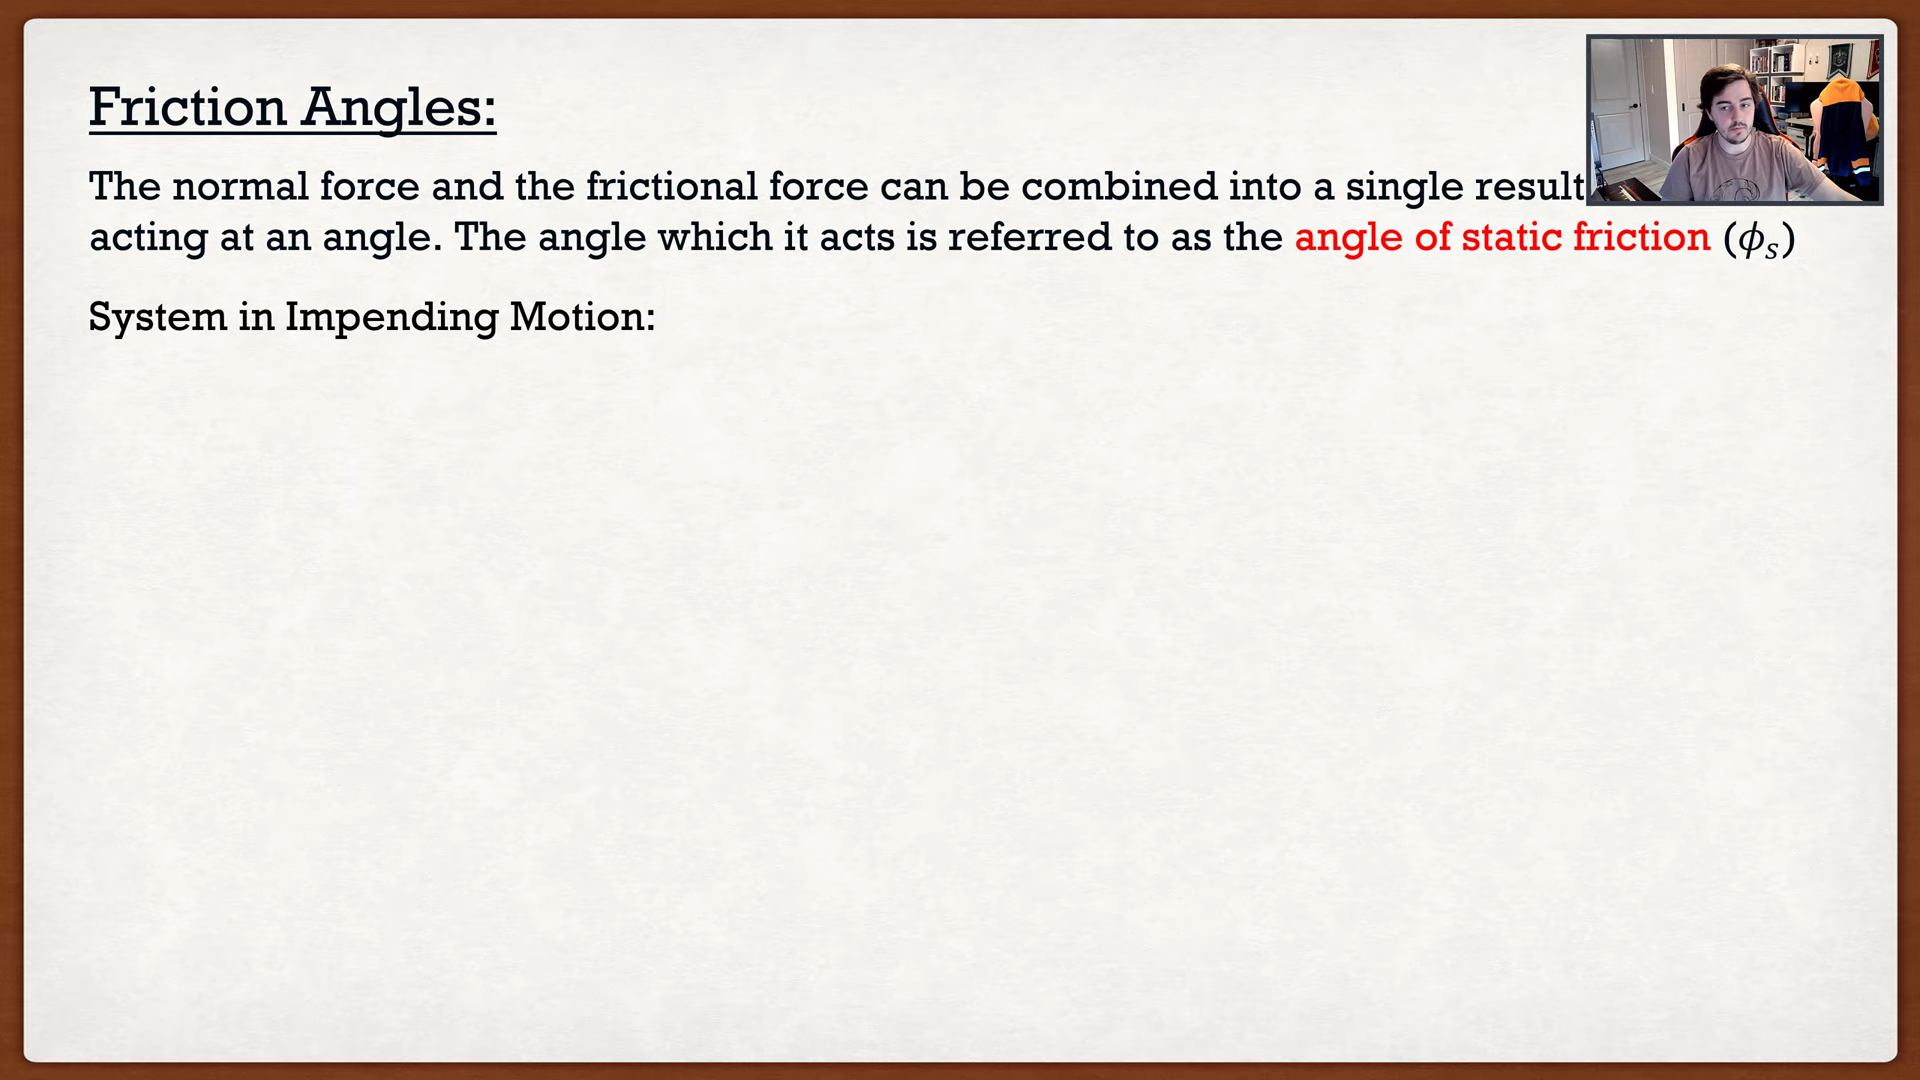 Friction Angles:
The normal force and the frictional force can be combined into a single
acting at an angle. The angle which it acts is referred to as the angle of static friction (ϕₛ)
System in Impending Motion: